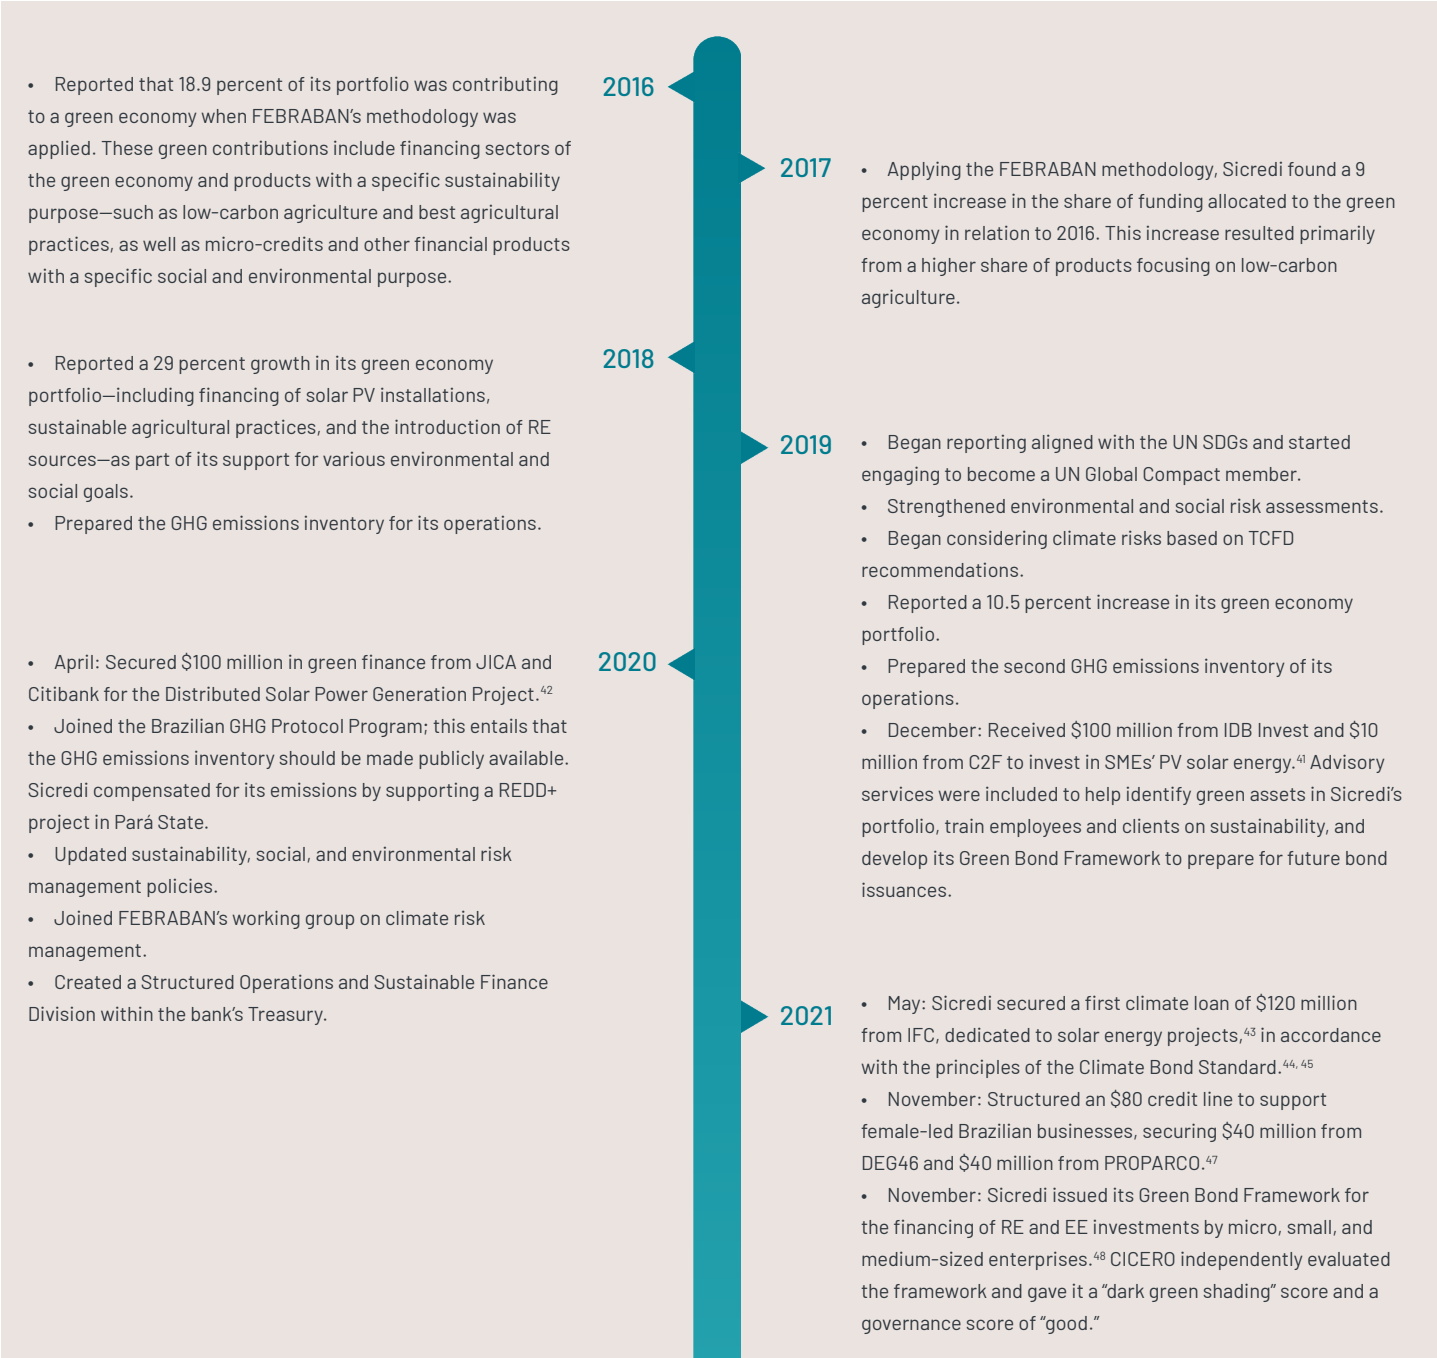 2016
• Reported that 18.9 percent of its portfolio was contributing
to a green economy when FEBRABAN's methodology was
applied. These green contributions include financing sectors of
the green economy and products with a specific sustainability
purpose—such as low-carbon agriculture and best agricultural
practices, as well as micro-credits and other financial products
with a specific social and environmental purpose.
2017
• Applying the FEBRABAN methodology, Sicredi found a 9
percent increase in the share of funding allocated to the green
economy in relation to 2016. This increase resulted primarily
from a higher share of products focusing on low-carbon
agriculture.
2018
• Reported a 29 percent growth in its green economy
portfolio—including financing of solar PV installations,
sustainable agricultural practices, and the introduction of RE
sources—as part of its support for various environmental and
social goals.
• Prepared the GHG emissions inventory for its operations.
2019
• Began reporting aligned with the UN SDGs and started
engaging to become a UN Global Compact member.
• Strengthened environmental and social risk assessments.
• Began considering climate risks based on TCFD
recommendations.
• Reported a 10.5 percent increase in its green economy
portfolio.
• Prepared the second GHG emissions inventory of its
operations.
• December: Received $100 million from IDB Invest and $10
million from C2F to invest in SMEs' PV solar energy.41 Advisory
services were included to help identify green assets in Sicredi's
portfolio, train employees and clients on sustainability, and
develop its Green Bond Framework to prepare for future bond
issuances.
2020
• April: Secured $100 million in green finance from JICA and
Citibank for the Distributed Solar Power Generation Project.42
• Joined the Brazilian GHG Protocol Program; this entails that
the GHG emissions inventory should be made publicly available.
Sicredi compensated for its emissions by supporting a REDD+
project in Pará State.
• Updated sustainability, social, and environmental risk
management policies.
• Joined FEBRABAN's working group on climate risk
management.
• Created a Structured Operations and Sustainable Finance
Division within the bank's Treasury.
2021
• May: Sicredi secured a first climate loan of $120 million
from IFC, dedicated to solar energy projects,43 in accordance
with the principles of the Climate Bond Standard.44, 45
• November: Structured an $80 credit line to support
female-led Brazilian businesses, securing $40 million from
DEG46 and $40 million from PROPARCO.47
• November: Sicredi issued its Green Bond Framework for
the financing of RE and EE investments by micro, small, and
medium-sized enterprises.48 CICERO independently evaluated
the framework and gave it a “dark green shading” score and a
governance score of “good.”